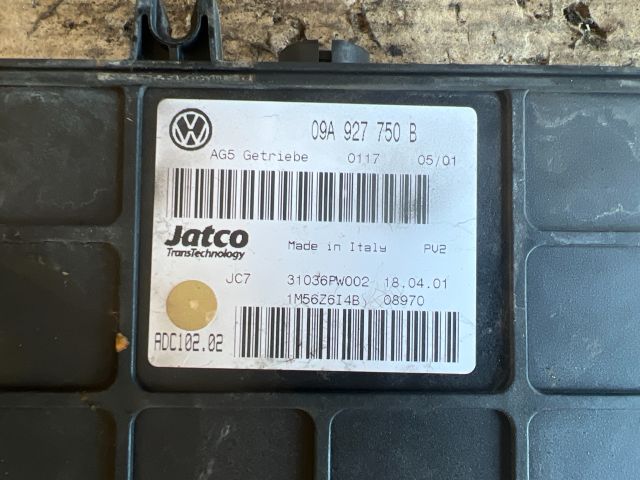 VW
09A 927 750 B
AG5 Getriebe 0117 05/01
Jatco
TransTechnology
Made in Italy PV2
JC7 31036PW002 18.04.01
1M56Z6I4B) 08970
ADC102.02